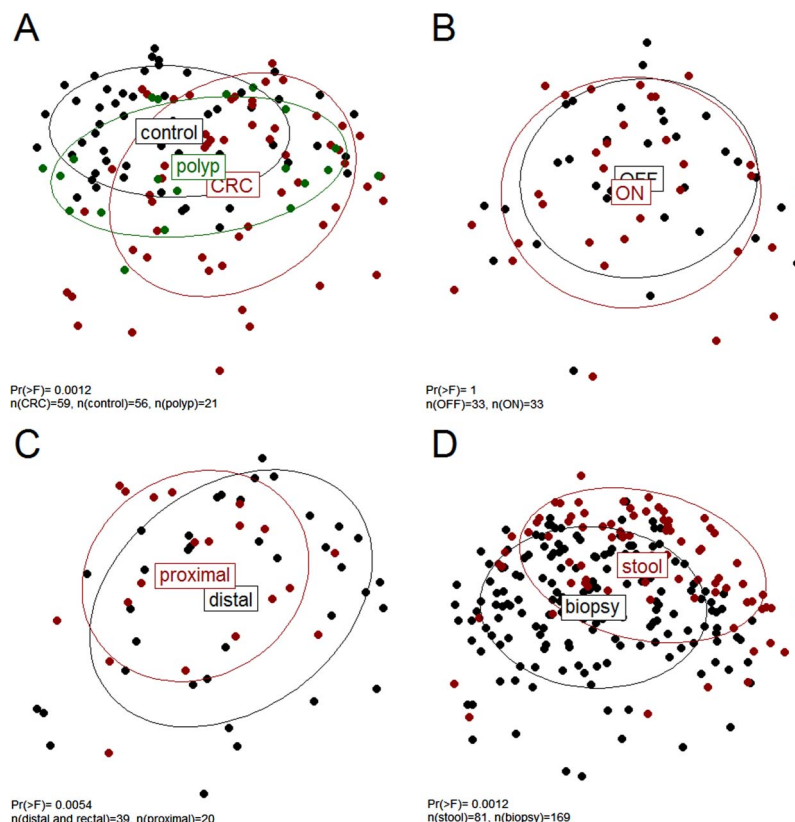 A
B
control
polyp
CRC
OFF
ON
Pr(>F)= 0.0012
n(CRC)=59, n(control)=56, n(polyp)=21
Pr(>F)= 1
n(OFF)=33, n(ON)=33
C
D
proximal
distal
stool
biopsy
Pr(>F)= 0.0054
n(distal and rectal)=39, n(proximal)=20
Pr(>F)= 0.0012
n(stool)=81, n(biopsy)=169